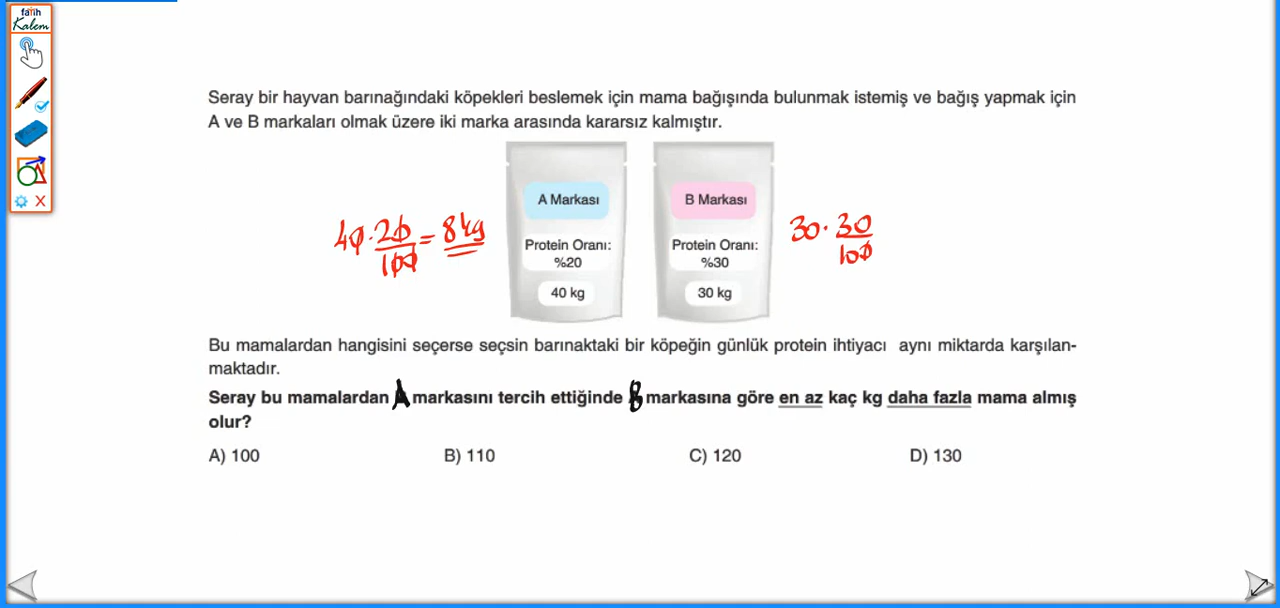 fatih
Kalem
Seray bir hayvan barınağındaki köpekleri beslemek için mama bağışında bulunmak istemiş ve bağış yapmak için
A ve B markaları olmak üzere iki marka arasında kararsız kalmıştır.
A Markası
Protein Oranı:
%20
40 kg
B Markası
Protein Oranı:
%30
30 kg
40 · 20/100 = 8 kg
30 · 30/100
Bu mamalardan hangisini seçerse seçsin barınaktaki bir köpeğin günlük protein ihtiyacı aynı miktarda karşılan-
maktadır.
Seray bu mamalardan A markasını tercih ettiğinde B markasına göre en az kaç kg daha fazla mama almış
olur?
A) 100
B) 110
C) 120
D) 130